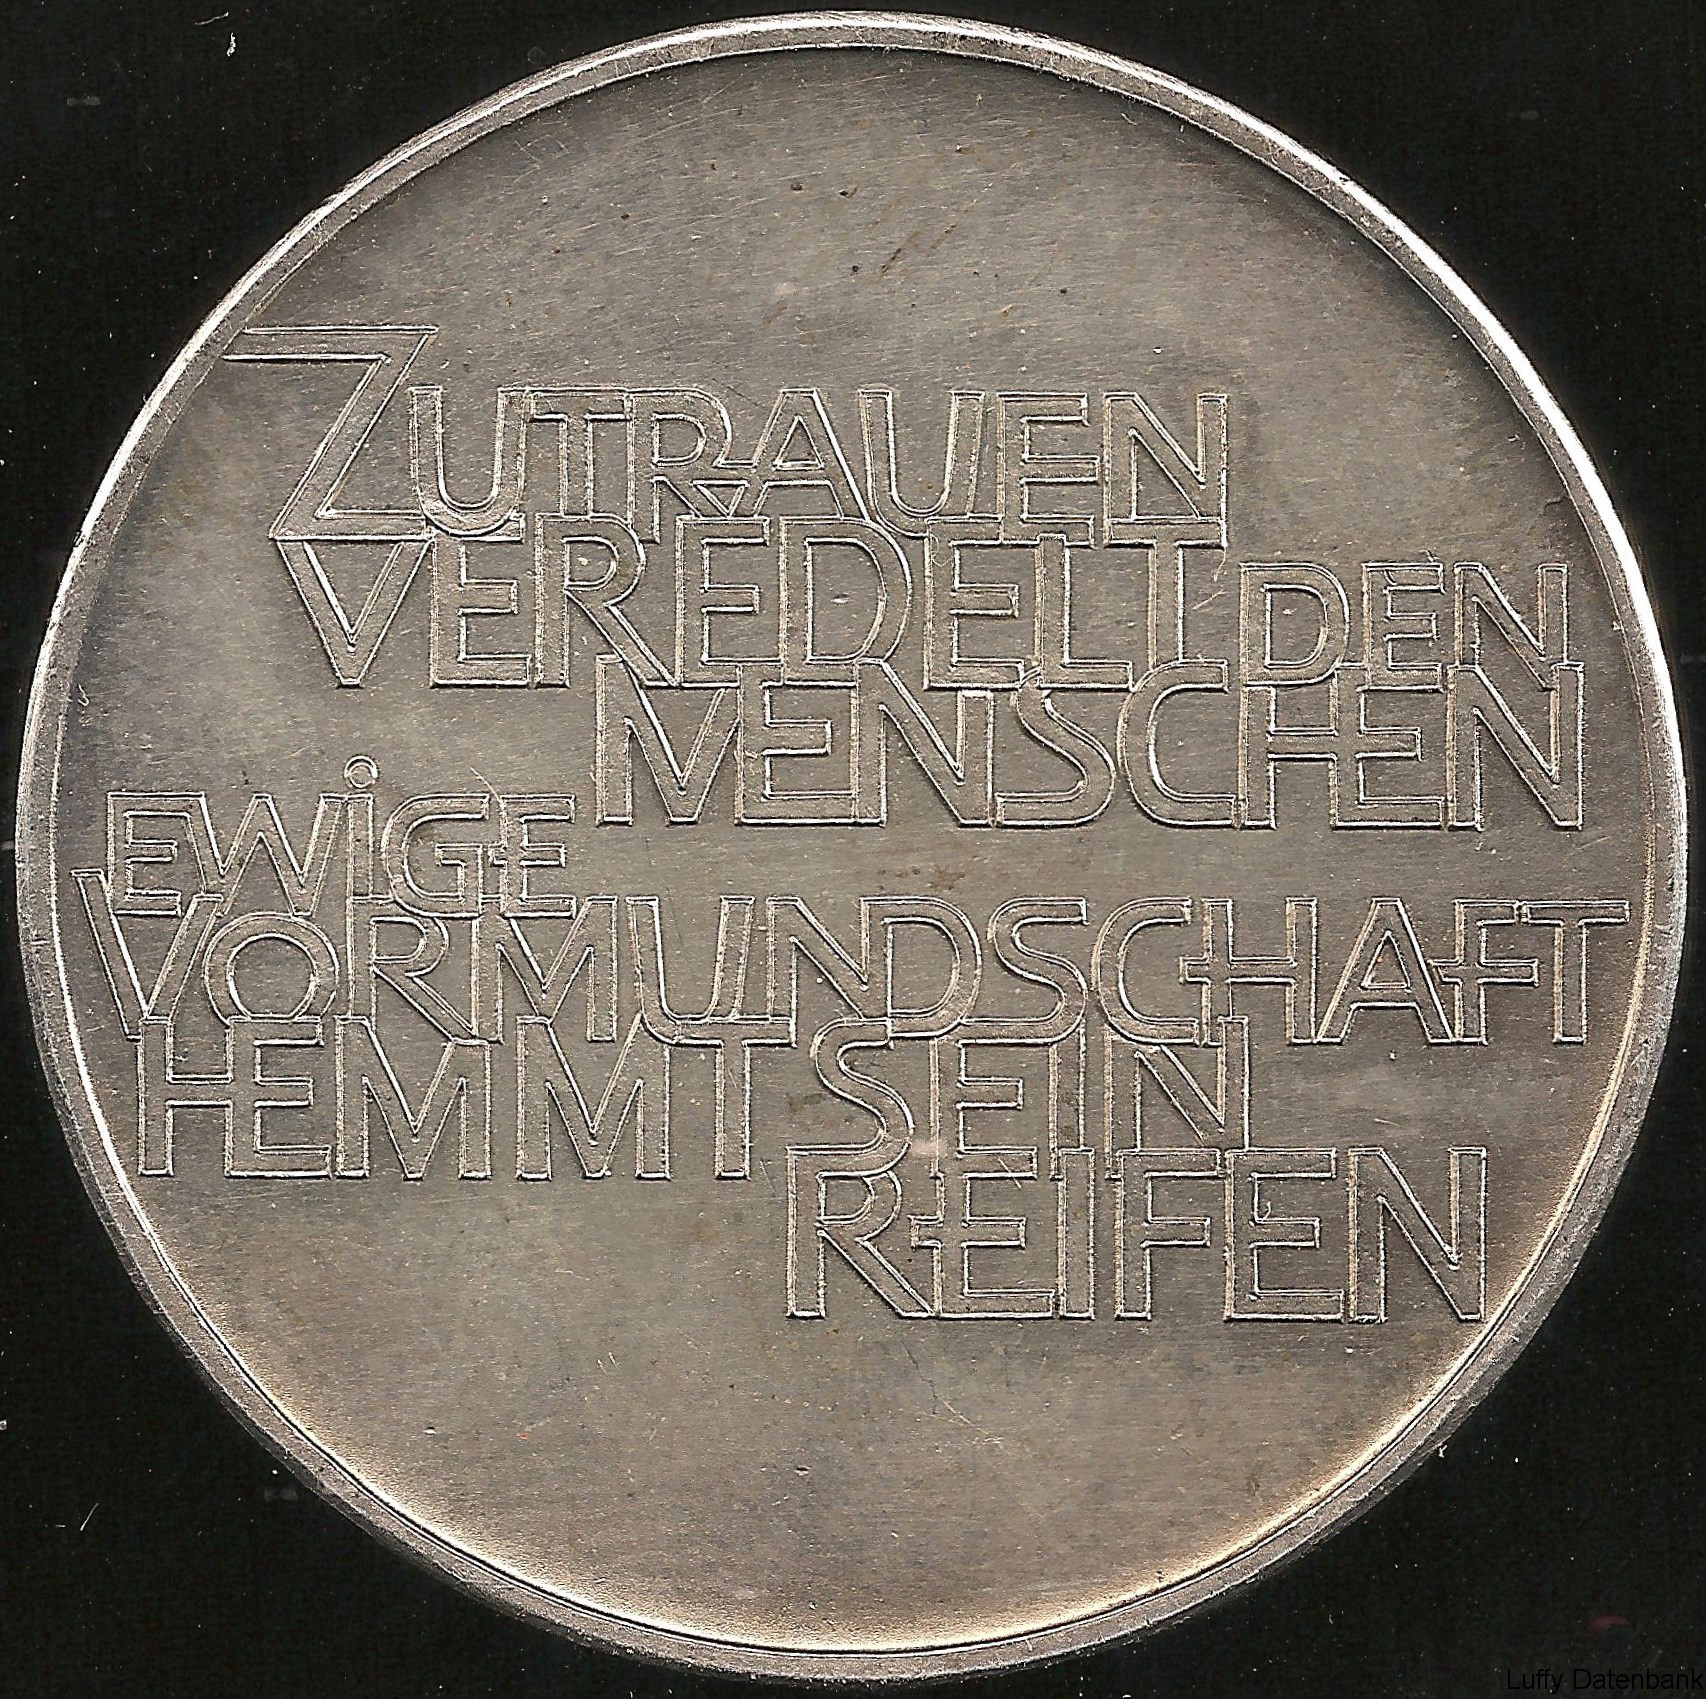 ZUTRAUEN
VEREDELT DEN
MENSCHEN
EWiGE
VORMUNDSCHAFT
HEMMT SEIN
REIFEN
Luffy Datenbank